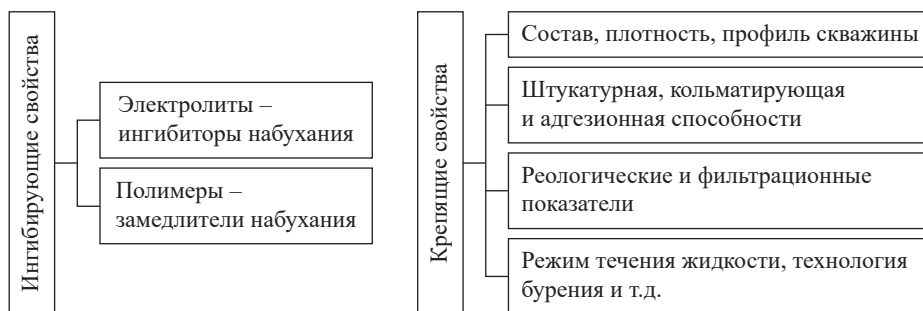 Ингибирующие свойства
Электролиты –
ингибиторы набухания
Полимеры –
замедлители набухания
Крепящие свойства
Состав, плотность, профиль скважины
Штукатурная, кольматирующая
и адгезионная способности
Реологические и фильтрационные
показатели
Режим течения жидкости, технология
бурения и т.д.